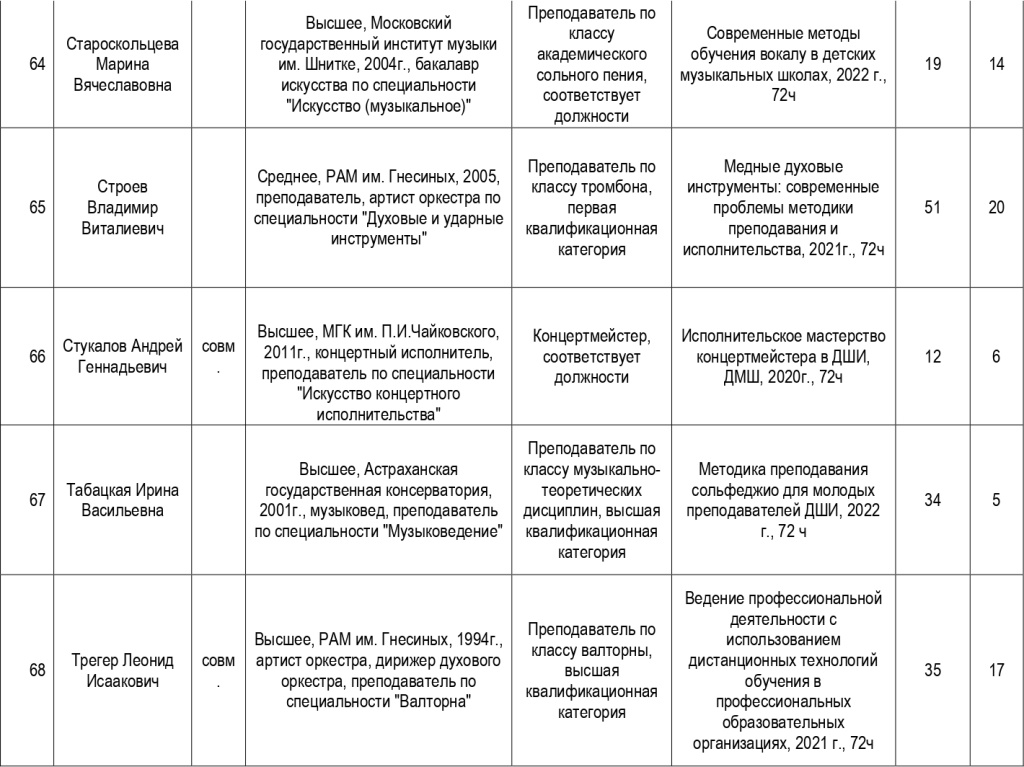 64
Староскольцева
Марина
Вячеславовна
Высшее, Московский
государственный институт музыки
им. Шнитке, 2004г., бакалавр
искусства по специальности
"Искусство (музыкальное)"
Преподаватель по
классу
академического
сольного пения,
соответствует
должности
Современные методы
обучения вокалу в детских
музыкальных школах, 2022 г.,
72ч
19
14
65
Строев
Владимир
Виталиевич
Среднее, РАМ им. Гнесиных, 2005,
преподаватель, артист оркестра по
специальности "Духовые и ударные
инструменты"
Преподаватель по
классу тромбона,
первая
квалификационная
категория
Медные духовые
инструменты: современные
проблемы методики
преподавания и
исполнительства, 2021г., 72ч
51
20
66
Стукалов Андрей
Геннадьевич
совм
.
Высшее, МГК им. П.И.Чайковского,
2011г., концертный исполнитель,
преподаватель по специальности
"Искусство концертного
исполнительства"
Концертмейстер,
соответствует
должности
Исполнительское мастерство
концертмейстера в ДШИ,
ДМШ, 2020г., 72ч
12
6
67
Табацкая Ирина
Васильевна
Высшее, Астраханская
государственная консерватория,
2001г., музыковед, преподаватель
по специальности "Музыковедение"
Преподаватель по
классу музыкально-
теоретических
дисциплин, высшая
квалификационная
категория
Методика преподавания
сольфеджио для молодых
преподавателей ДШИ, 2022
г., 72 ч
34
5
68
Трегер Леонид
Исаакович
совм
.
Высшее, РАМ им. Гнесиных, 1994г.,
артист оркестра, дирижер духового
оркестра, преподаватель по
специальности "Валторна"
Преподаватель по
классу валторны,
высшая
квалификационная
категория
Ведение профессиональной
деятельности с
использованием
дистанционных технологий
обучения в
профессиональных
образовательных
организациях, 2021 г., 72ч
35
17